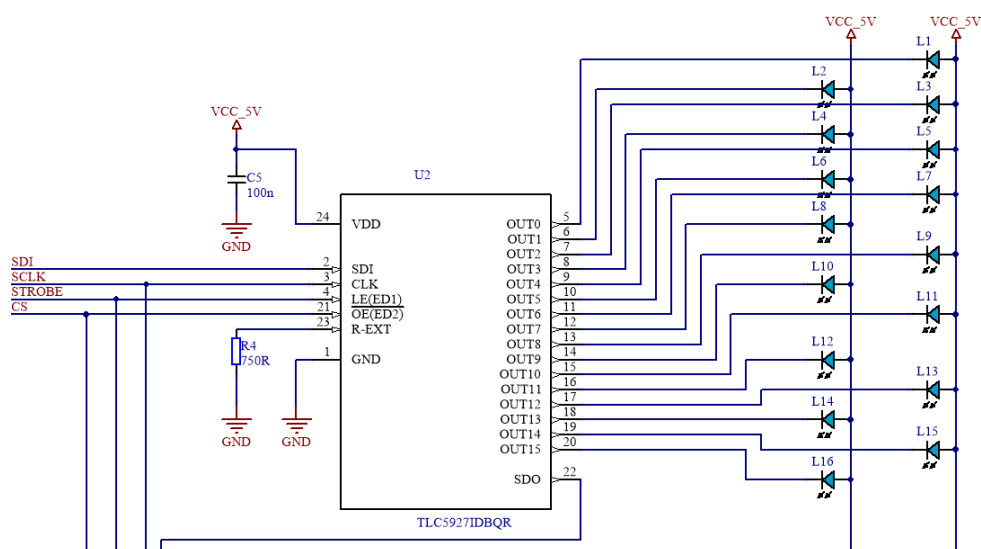 VCC_5V VCC_5V
L1
L2
L3
VCC_5V
L4
L5
L6
C5
100n
U2
L7
L8
GND
24 VDD OUT0 5
OUT1 6
L9
OUT2 7
SDI 2 SDI OUT3 8
L10
SCLK 3 CLK OUT4 9
STROBE 4 LE(ED1) OUT5 10
L11
CS 21 OE(ED2) OUT6 11
23 R-EXT OUT7 12
R4
750R
OUT8 13
L12
1 GND OUT9 14
OUT10 15
L13
OUT11 16
OUT12 17
L14
OUT13 18
GND GND
OUT14 19
L15
OUT15 20
L16
SDO 22
TLC5927IDBQR